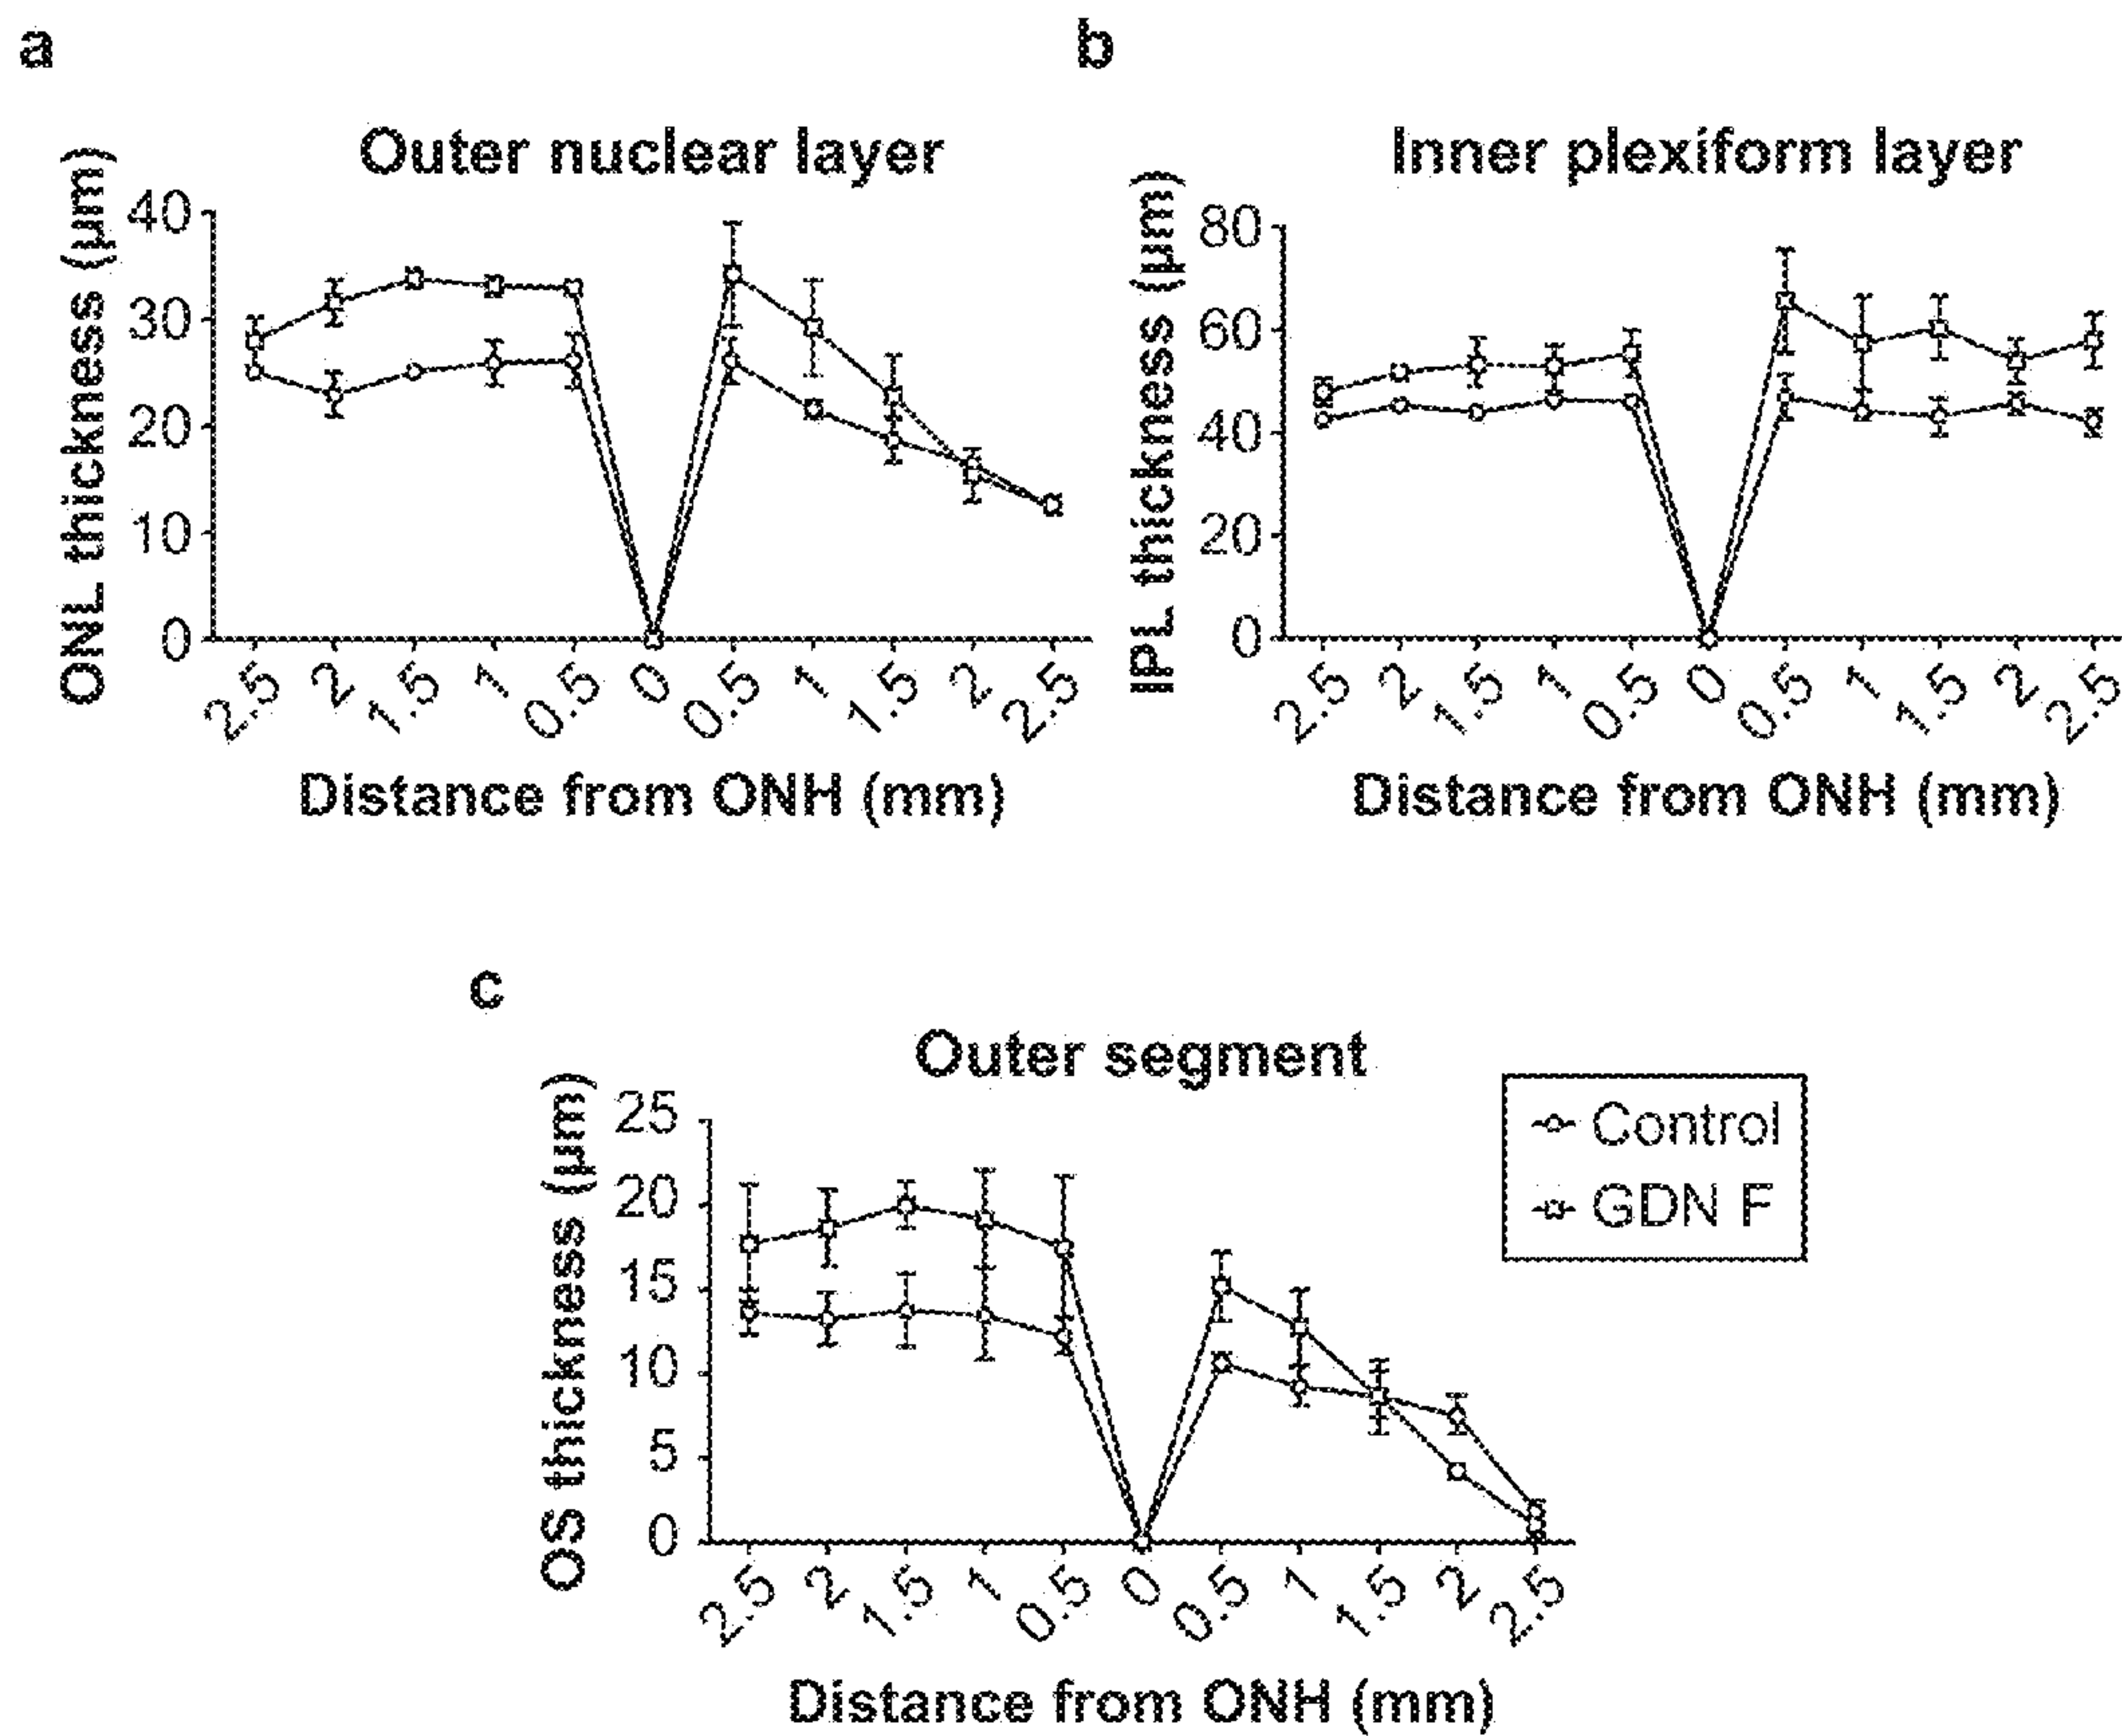 a
Outer nuclear layer
ONL thickness (µm)
40
30
20
10
0
2.5 2 1.5 1 0.5 0 0.5 1 1.5 2 2.5
Distance from ONH (mm)
b
Inner plexiform layer
IPL thickness (µm)
80
60
40
20
0
2.5 2 1.5 1 0.5 0 0.5 1 1.5 2 2.5
Distance from ONH (mm)
c
Outer segment
OS thickness (µm)
25
20
15
10
5
0
2.5 2 1.5 1 0.5 0 0.5 1 1.5 2 2.5
Distance from ONH (mm)
Control
GDN F